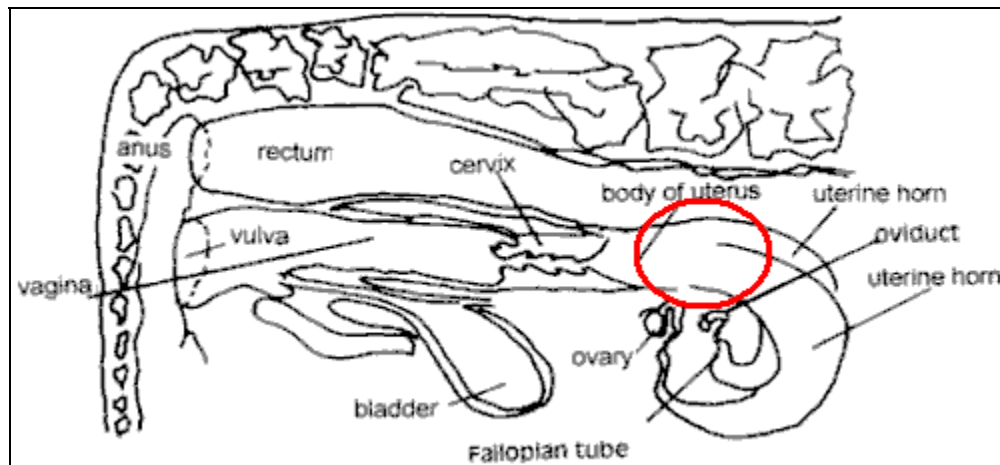 anus
rectum
cervix
body of uterus
uterine horn
vulva
oviduct
vagina
uterine horn
ovary
bladder
Fallopian tube